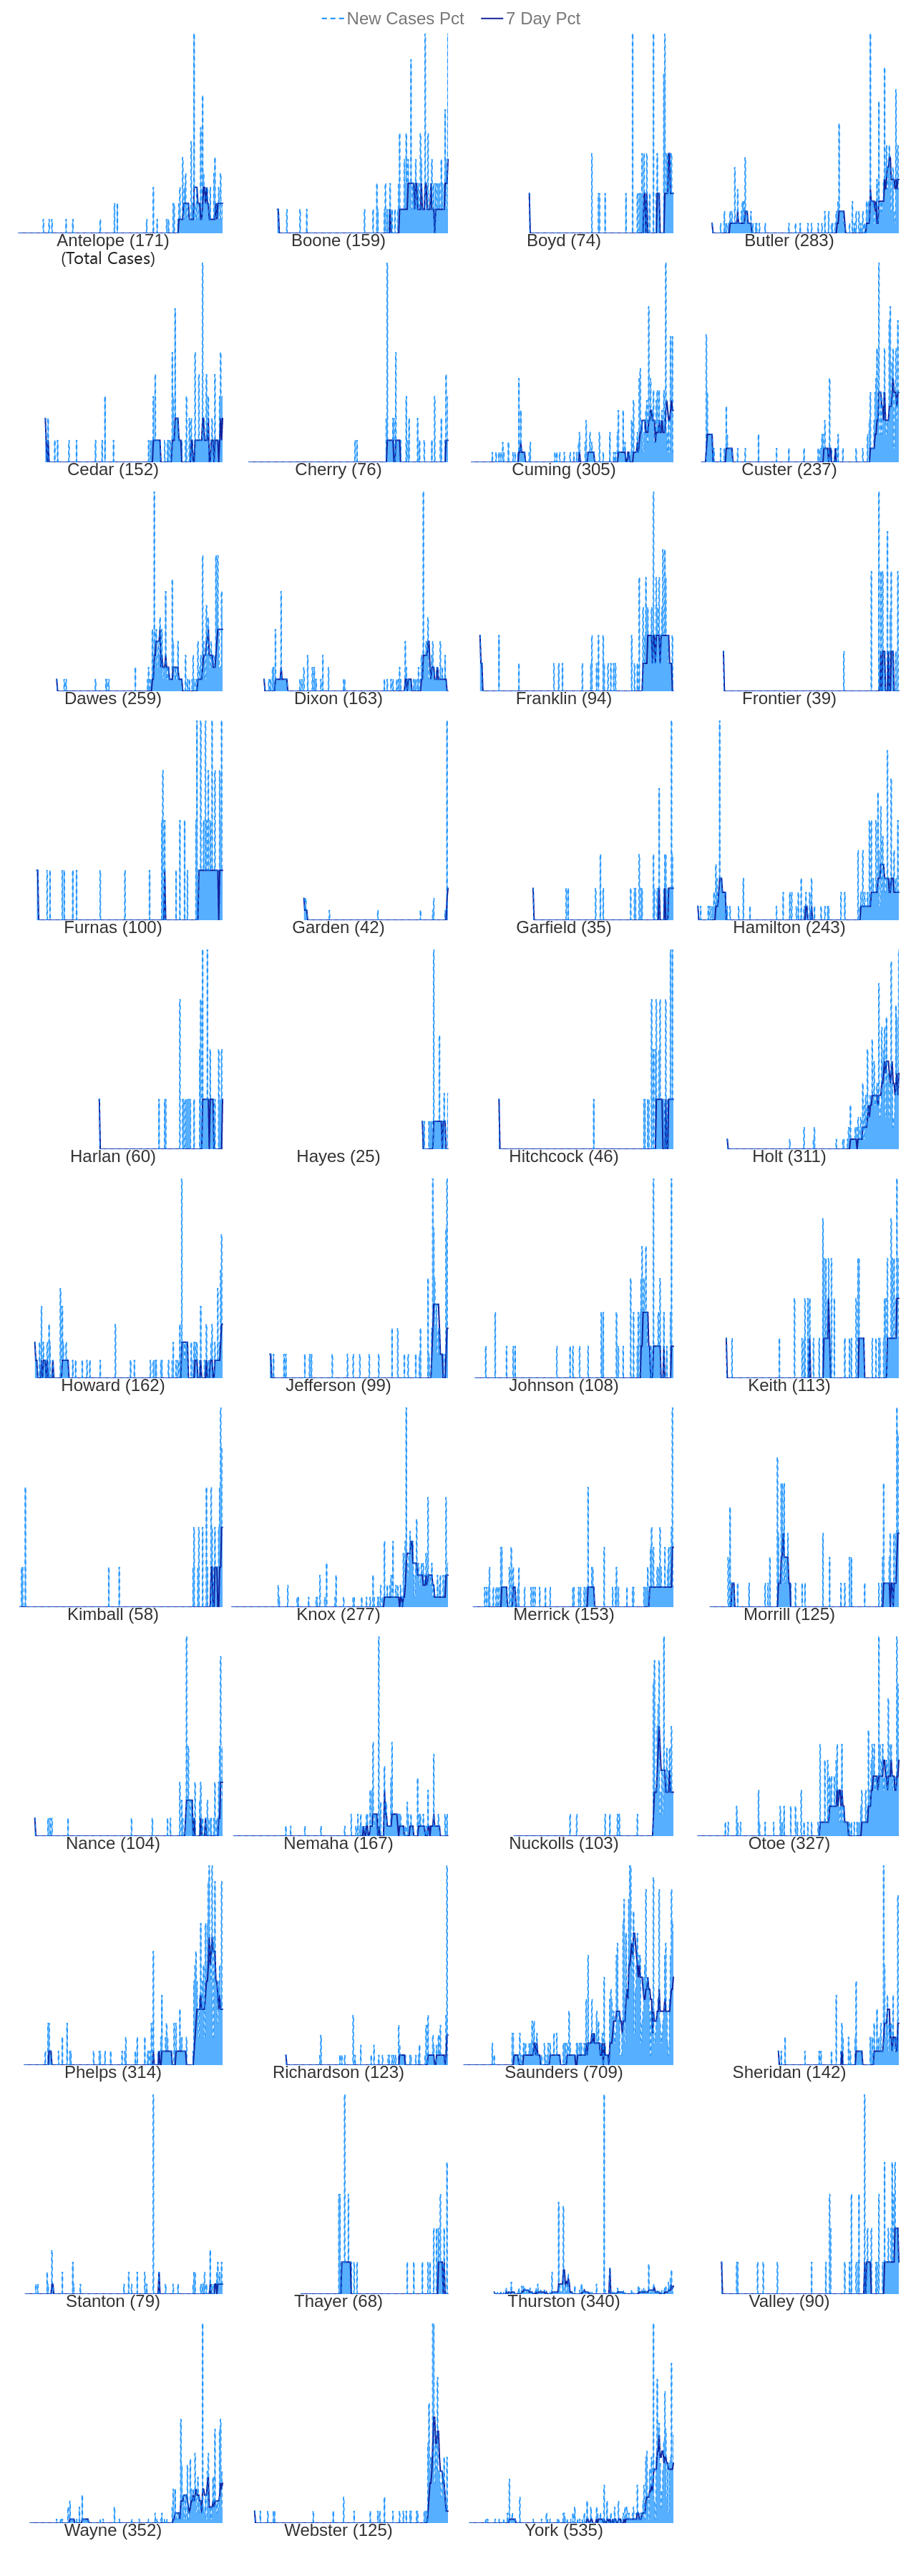 New Cases Pct 7 Day Pct
Antelope (171) Boone (159) Boyd (74) Butler (283)
(Total Cases)
Cedar (152) Cherry (76) Cuming (305) Custer (237)
Dawes (259) Dixon (163) Franklin (94) Frontier (39)
Furnas (100) Garden (42) Garfield (35) Hamilton (243)
Harlan (60) Hayes (25) Hitchcock (46) Holt (311)
Howard (162) Jefferson (99) Johnson (108) Keith (113)
Kimball (58) Knox (277) Merrick (153) Morrill (125)
Nance (104) Nemaha (167) Nuckolls (103) Otoe (327)
Phelps (314) Richardson (123) Saunders (709) Sheridan (142)
Stanton (79) Thayer (68) Thurston (340) Valley (90)
Wayne (352) Webster (125) York (535)